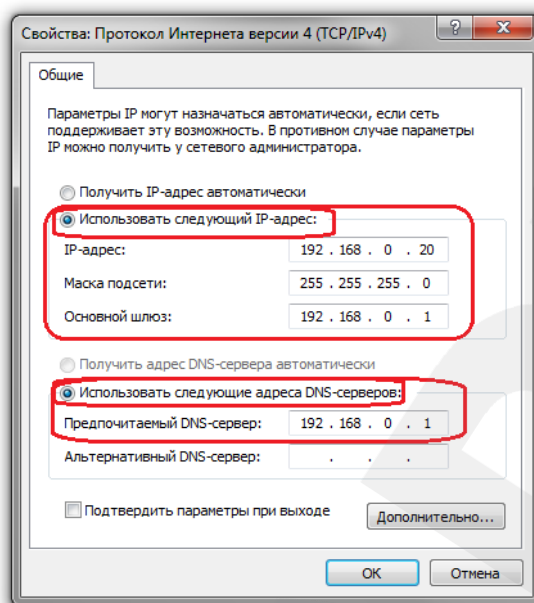 Свойства: Протокол Интернета версии 4 (TCP/IPv4)
Общие
Параметры IP могут назначаться автоматически, если сеть
поддерживает эту возможность. В противном случае параметры
IP можно получить у сетевого администратора.
Получить IP-адрес автоматически
Использовать следующий IP-адрес:
IP-адрес: 192 . 168 . 0 . 20
Маска подсети: 255 . 255 . 255 . 0
Основной шлюз: 192 . 168 . 0 . 1
Получить адрес DNS-сервера автоматически
Использовать следующие адреса DNS-серверов:
Предпочитаемый DNS-сервер: 192 . 168 . 0 . 1
Альтернативный DNS-сервер: . . .
Подтвердить параметры при выходе
Дополнительно...
OK Отмена